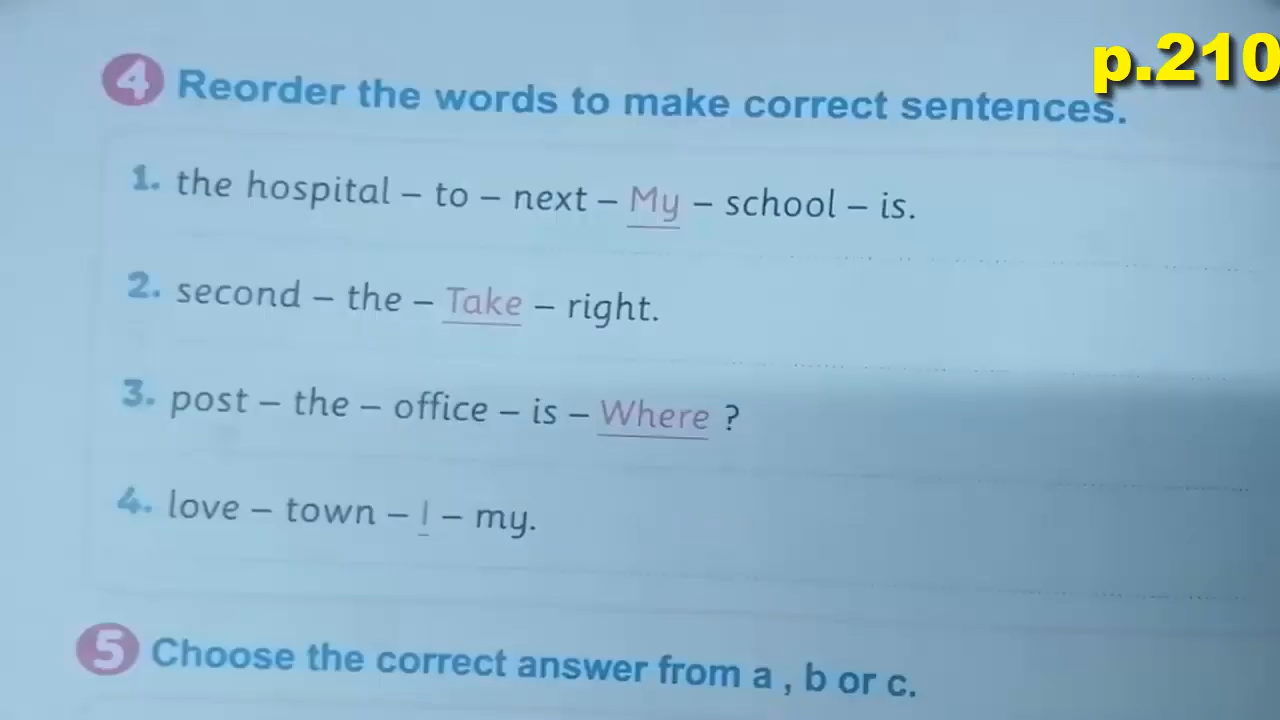 p.210
4 Reorder the words to make correct sentences.
1. the hospital – to – next – My – school – is.
2. second – the – Take – right.
3. post – the – office – is – Where ?
4. love – town – I – my.
5 Choose the correct answer from a , b or c.